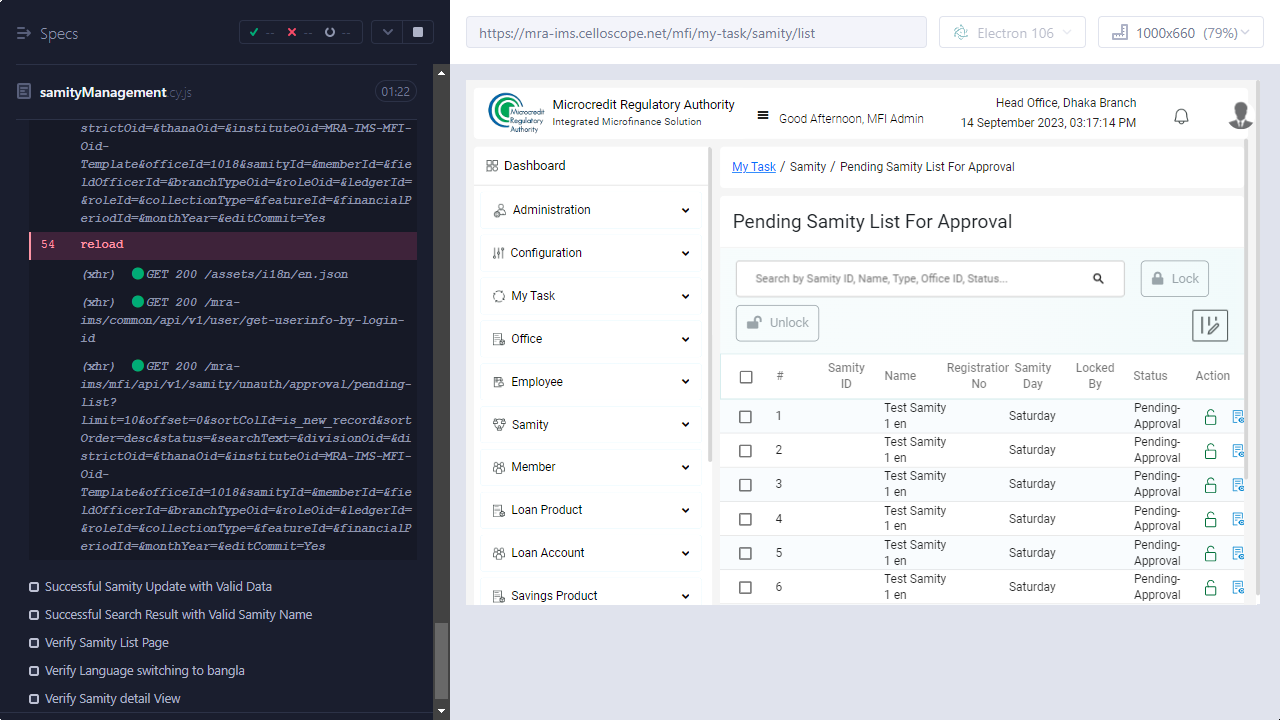 Specs
--
--
--
samityManagement.cy.js
01:22
strictOid=&thanaOid=&instituteOid=MRA-IMS-MFI-
Oid-
Template&officeId=1018&samityId=&memberId=&fie
ldOfficerId=&branchTypeOid=&roleOid=&ledgerId=
&roleId=&collectionType=&featureId=&financialP
eriodId=&monthYear=&editCommit=Yes
54 reload
(xhr) GET 200 /assets/i18n/en.json
(xhr) GET 200 /mra-
ims/common/api/v1/user/get-userinfo-by-login-
id
(xhr) GET 200 /mra-
ims/mfi/api/v1/samity/unauth/approval/pending-
list?
limit=10&offset=0&sortColId=is_new_record&sort
Order=desc&status=&searchText=&divisionOid=&di
strictOid=&thanaOid=&instituteOid=MRA-IMS-MFI-
Oid-
Template&officeId=1018&samityId=&memberId=&fie
ldOfficerId=&branchTypeOid=&roleOid=&ledgerId=
&roleId=&collectionType=&featureId=&financialP
eriodId=&monthYear=&editCommit=Yes
Successful Samity Update with Valid Data
Successful Search Result with Valid Samity Name
Verify Samity List Page
Verify Language switching to bangla
Verify Samity detail View
https://mra-ims.celloscope.net/mfi/my-task/samity/list
Electron 106
1000x660 (79%)
Microcredit Regulatory Authority
Microcredit Regulatory Authority
Integrated Microfinance Solution
Good Afternoon, MFI Admin
Head Office, Dhaka Branch
14 September 2023, 03:17:14 PM
Dashboard
Administration
Configuration
My Task
Office
Employee
Samity
Member
Loan Product
Loan Account
Savings Product
My Task / Samity / Pending Samity List For Approval
Pending Samity List For Approval
Search by Samity ID, Name, Type, Office ID, Status...
Lock
Unlock
# Samity ID Name Registration No Samity Day Locked By Status Action
1 Test Samity 1 en Saturday Pending-Approval
2 Test Samity 1 en Saturday Pending-Approval
3 Test Samity 1 en Saturday Pending-Approval
4 Test Samity 1 en Saturday Pending-Approval
5 Test Samity 1 en Saturday Pending-Approval
6 Test Samity 1 en Saturday Pending-Approval